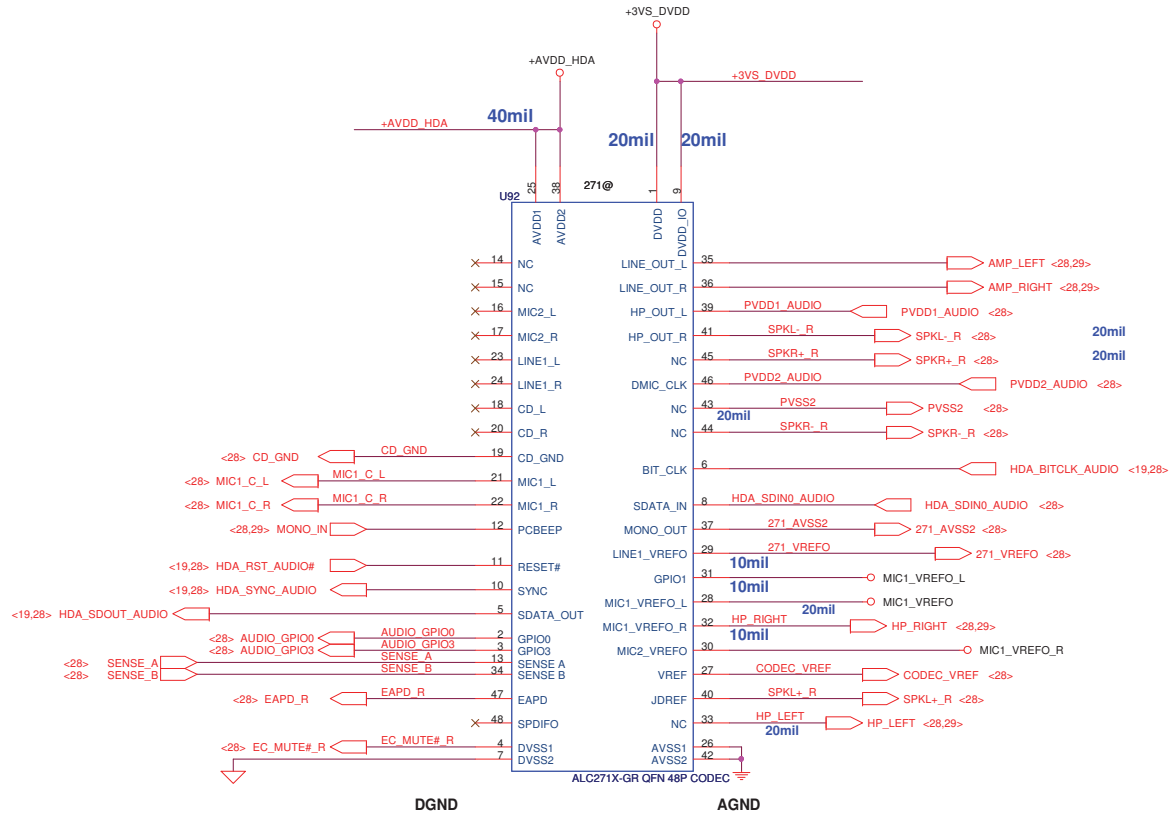 +3VS_DVDD
+AVDD_HDA
+3VS_DVDD
40mil
+AVDD_HDA
20mil 20mil
U92 25 38 271@ 1 9
AVDD1 AVDD2 DVDD DVDD_IO
14 NC LINE_OUT_L 35 AMP_LEFT <28,29>
15 NC LINE_OUT_R 36 AMP_RIGHT <28,29>
16 MIC2_L HP_OUT_L 39 PVDD1_AUDIO PVDD1_AUDIO <28>
17 MIC2_R HP_OUT_R 41 SPKL-_R SPKL-_R <28> 20mil
23 LINE1_L NC 45 SPKR+_R SPKR+_R <28> 20mil
24 LINE1_R DMIC_CLK 46 PVDD2_AUDIO PVDD2_AUDIO <28>
18 CD_L NC 43 PVSS2 PVSS2 <28>
20mil
20 CD_R NC 44 SPKR-_R SPKR-_R <28>
<28> CD_GND CD_GND 19 CD_GND
BIT_CLK 6 HDA_BITCLK_AUDIO <19,28>
<28> MIC1_C_L MIC1_C_L 21 MIC1_L
<28> MIC1_C_R MIC1_C_R 22 MIC1_R SDATA_IN 8 HDA_SDIN0_AUDIO HDA_SDIN0_AUDIO <28>
<28,29> MONO_IN 12 PCBEEP MONO_OUT 37 271_AVSS2 271_AVSS2 <28>
LINE1_VREFO 29 271_VREFO 271_VREFO <28>
10mil
<19,28> HDA_RST_AUDIO# 11 RESET# GPIO1 31 MIC1_VREFO_L
10mil
<19,28> HDA_SYNC_AUDIO 10 SYNC MIC1_VREFO_L 28 MIC1_VREFO
20mil
<19,28> HDA_SDOUT_AUDIO 5 SDATA_OUT MIC1_VREFO_R 32 HP_RIGHT HP_RIGHT <28,29>
10mil
<28> AUDIO_GPIO0 AUDIO_GPIO0 2 GPIO0
<28> AUDIO_GPIO3 AUDIO_GPIO3 3 GPIO3 MIC2_VREFO 30 MIC1_VREFO_R
<28> SENSE_A SENSE_A 13 SENSE A
<28> SENSE_B SENSE_B 34 SENSE B VREF 27 CODEC_VREF CODEC_VREF <28>
<28> EAPD_R EAPD_R 47 EAPD JDREF 40 SPKL+_R SPKL+_R <28>
48 SPDIFO NC 33 HP_LEFT HP_LEFT <28,29>
20mil
<28> EC_MUTE#_R EC_MUTE#_R 4 DVSS1 AVSS1 26
7 DVSS2 AVSS2 42
ALC271X-GR QFN 48P CODEC
DGND AGND